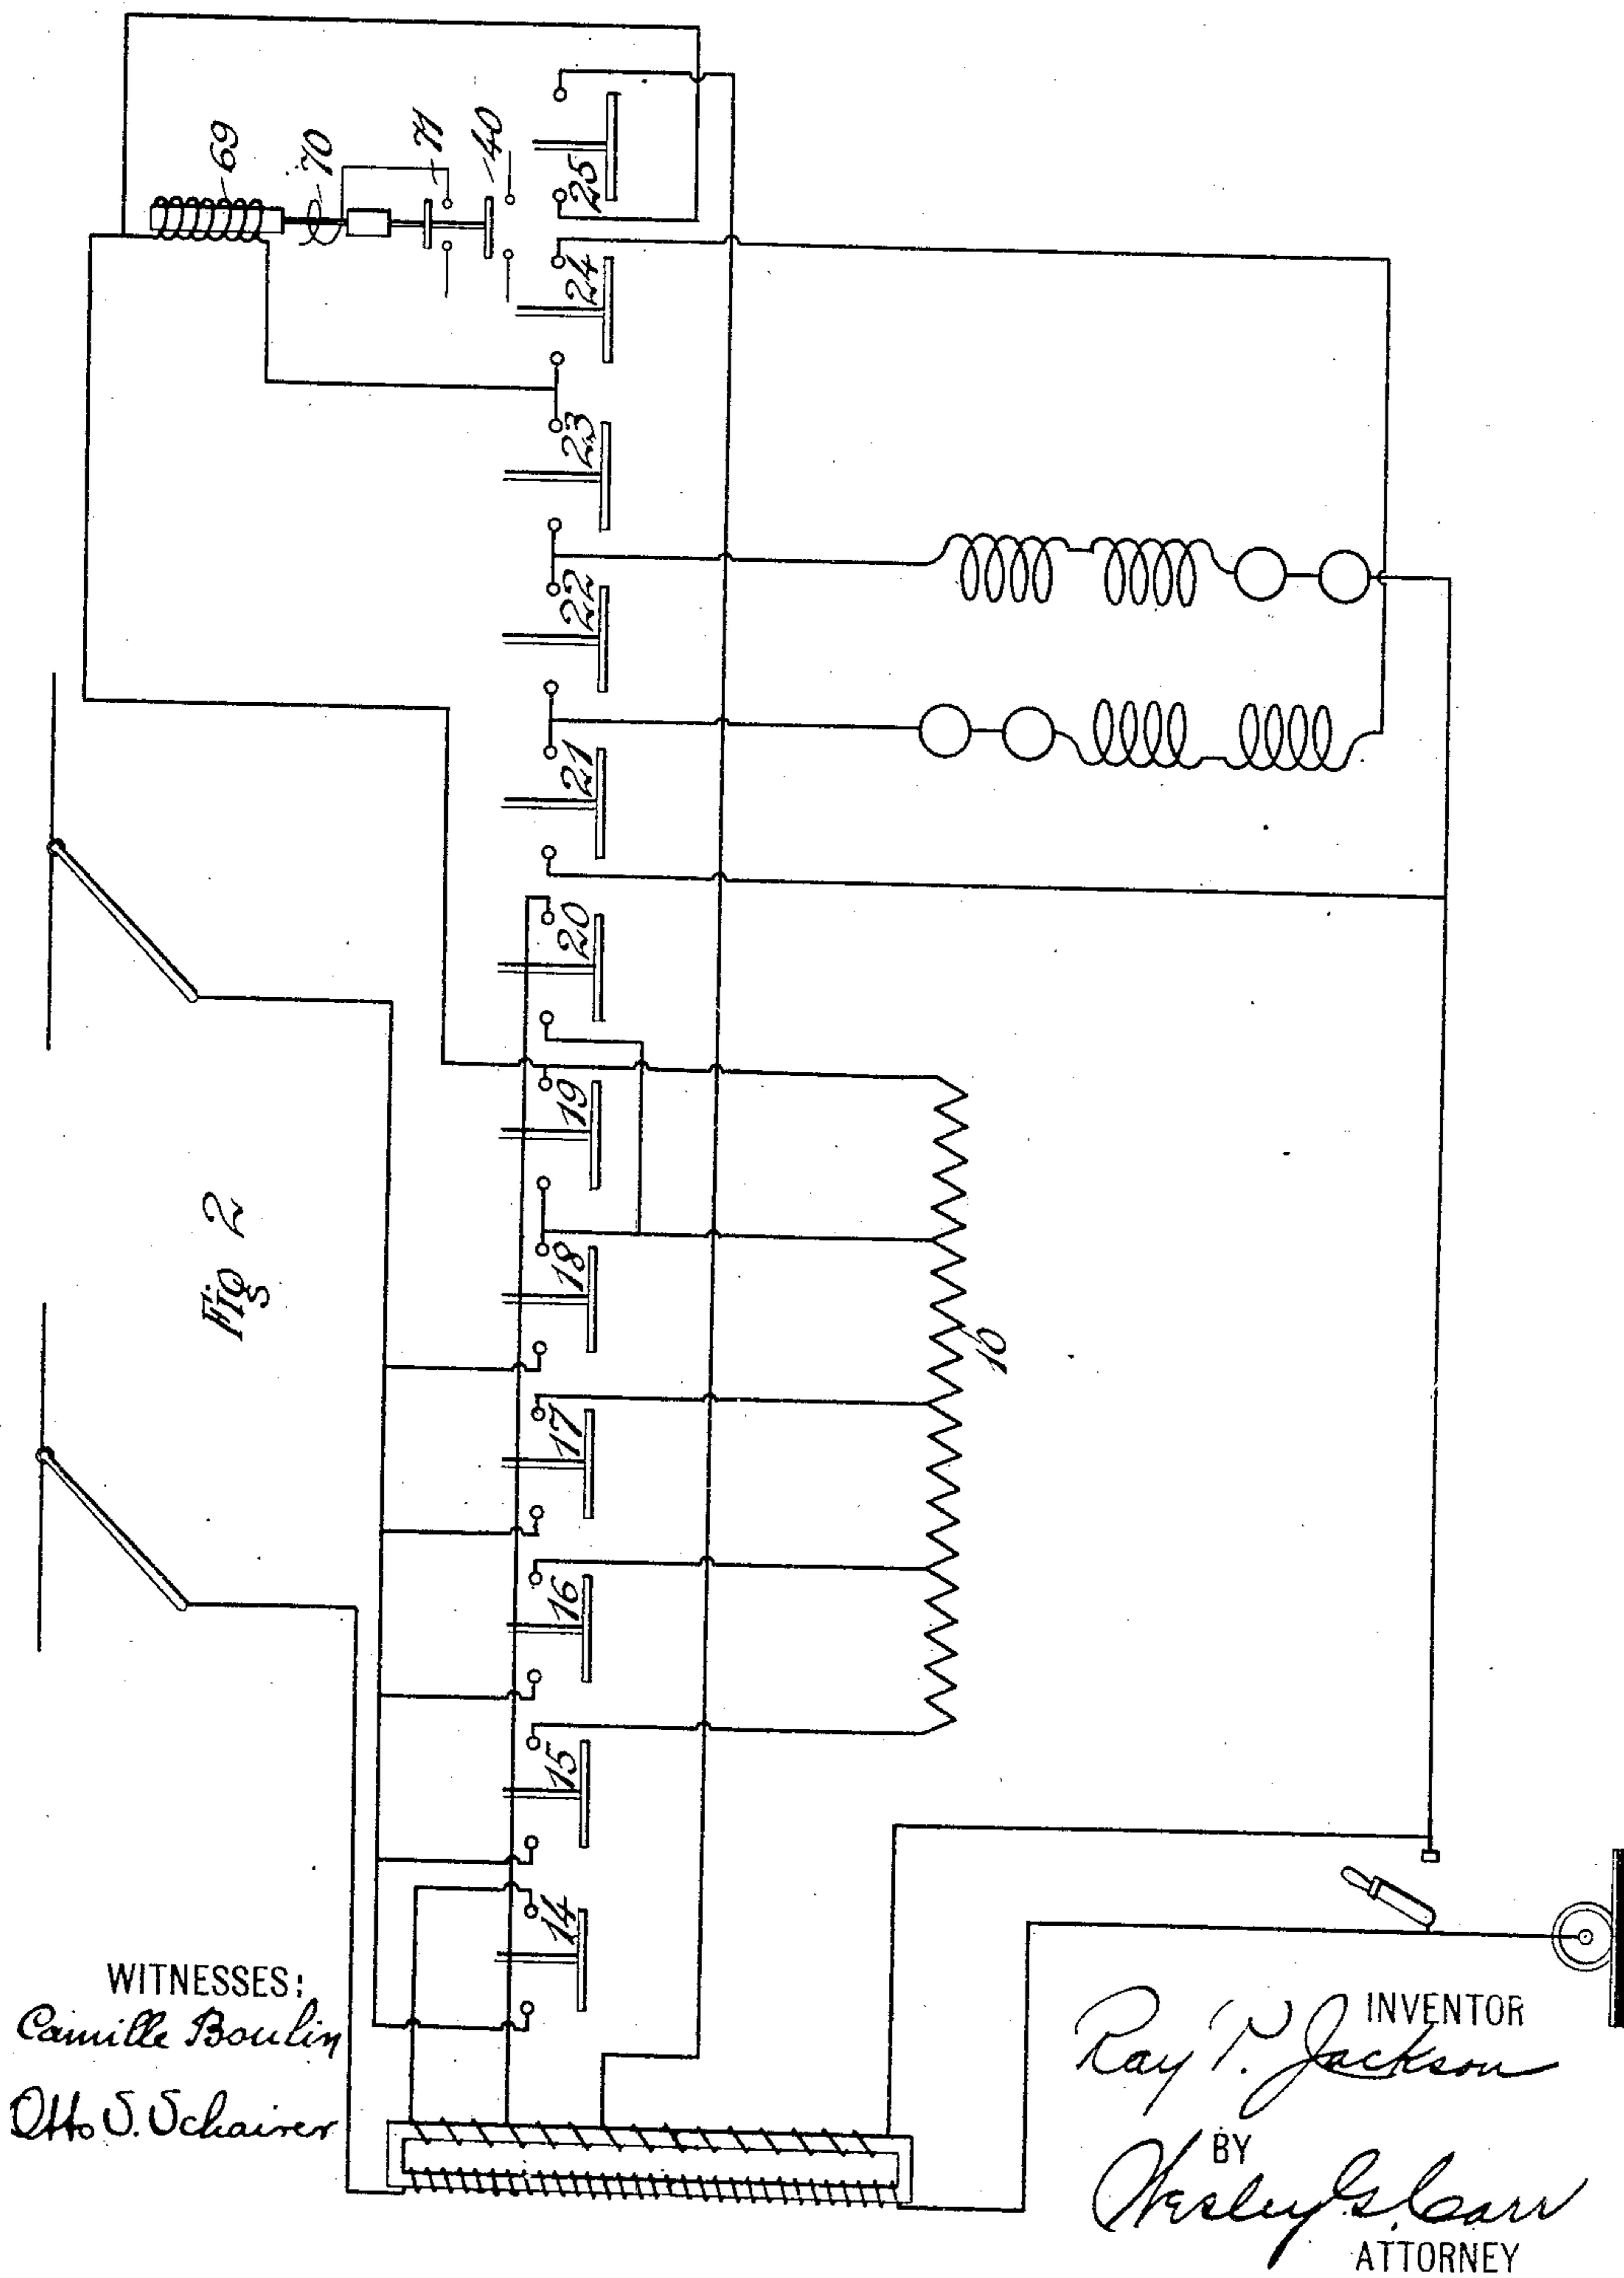 69
70
71
40
25
24
23
22
21
20
19
18
17
16
15
14
10
Fig 2
WITNESSES:
Camille Boulin
Otto S. Schairer
INVENTOR
Ray P. Jackson
BY
Wesley G. Carr
ATTORNEY